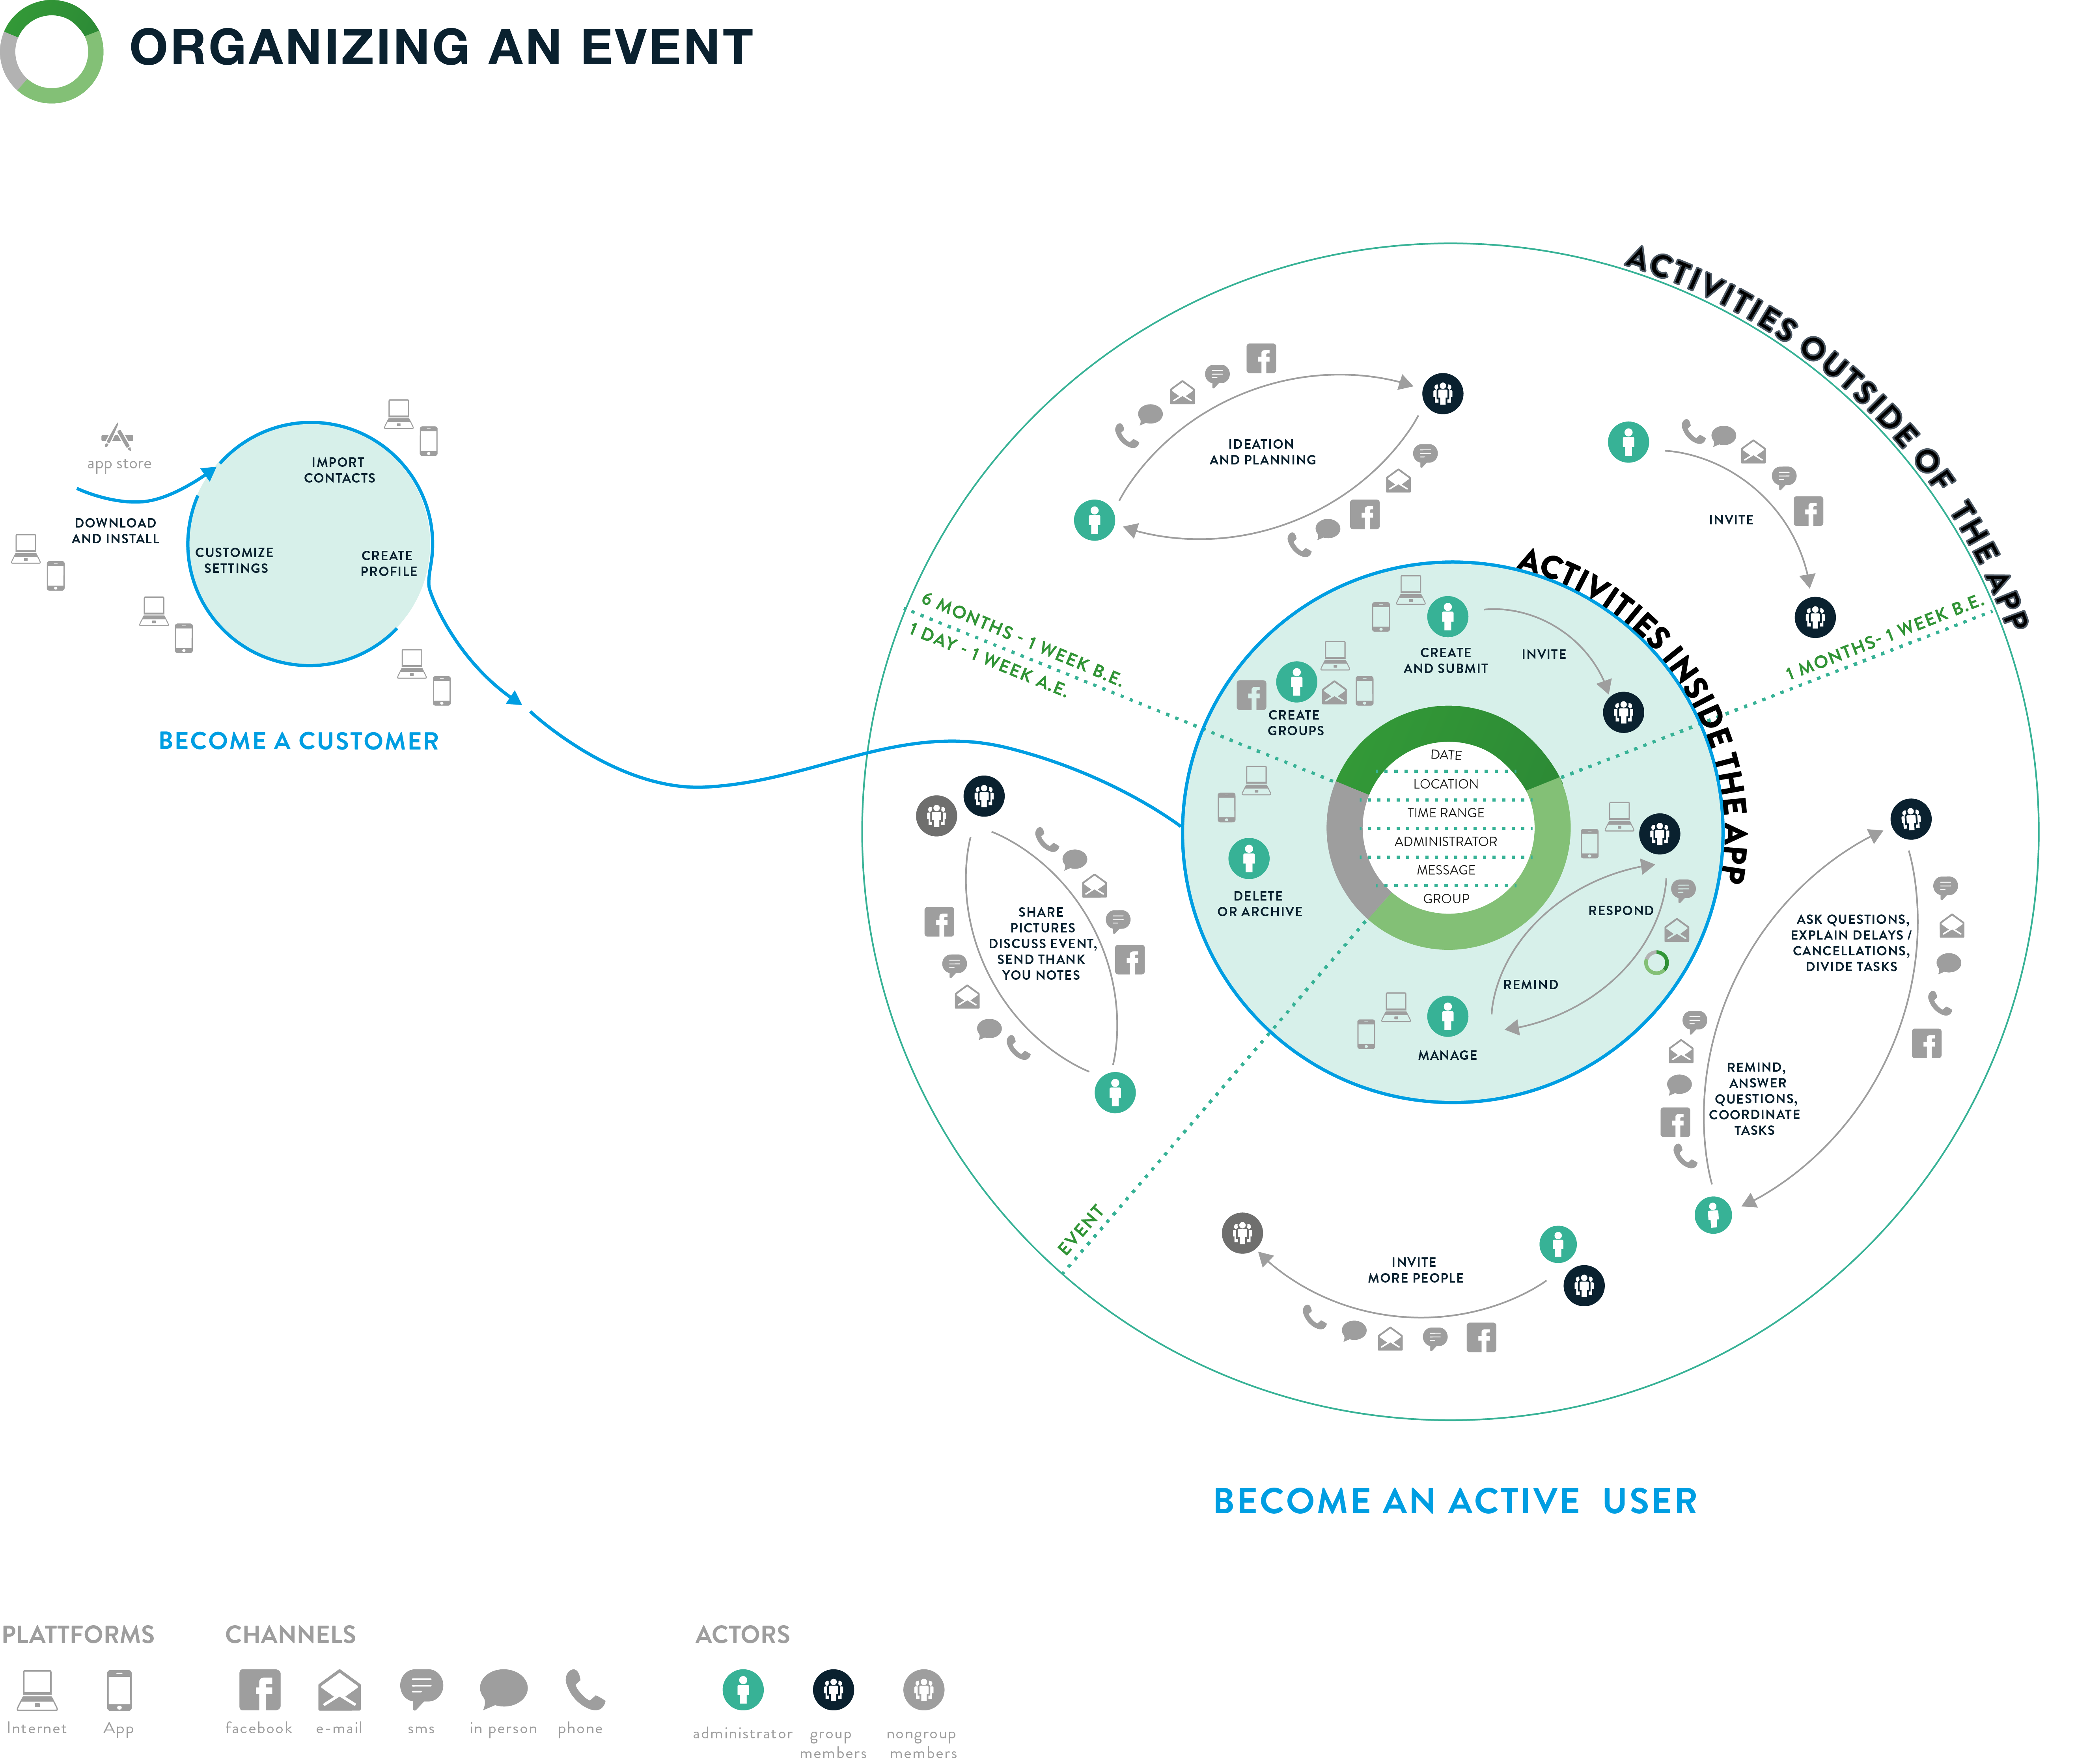 ORGANIZING AN EVENT
app store
DOWNLOAD
AND INSTALL
IMPORT
CONTACTS
CUSTOMIZE
SETTINGS
CREATE
PROFILE
BECOME A CUSTOMER
ACTIVITIES OUTSIDE OF THE APP
IDEATION
AND PLANNING
INVITE
6 MONTHS - 1 WEEK B.E.
1 DAY - 1 WEEK A.E.
1 MONTHS- 1 WEEK B.E.
ACTIVITIES INSIDE THE APP
CREATE
AND SUBMIT
INVITE
CREATE
GROUPS
DATE
LOCATION
TIME RANGE
ADMINISTRATOR
MESSAGE
GROUP
DELETE
OR ARCHIVE
RESPOND
REMIND
MANAGE
SHARE
PICTURES
DISCUSS EVENT,
SEND THANK
YOU NOTES
ASK QUESTIONS,
EXPLAIN DELAYS /
CANCELLATIONS,
DIVIDE TASKS
REMIND,
ANSWER
QUESTIONS,
COORDINATE
TASKS
EVENT
INVITE
MORE PEOPLE
BECOME AN ACTIVE USER
PLATTFORMS
Internet
App
CHANNELS
facebook
e-mail
sms
in person
phone
ACTORS
administrator
group
members
nongroup
members